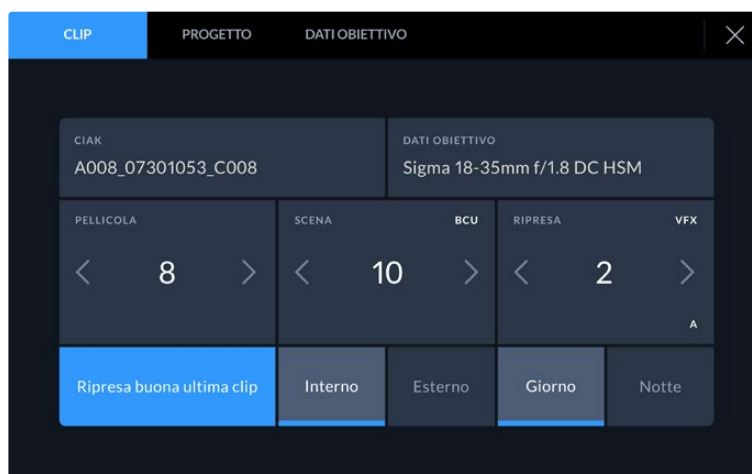 CLIP PROGETTO DATI OBIETTIVO
CIAK DATI OBIETTIVO
A008_07301053_C008 Sigma 18-35mm f/1.8 DC HSM
PELLICOLA SCENA BCU RIPRESA VFX
8 10 2
A
Ripresa buona ultima clip Interno Esterno Giorno Notte